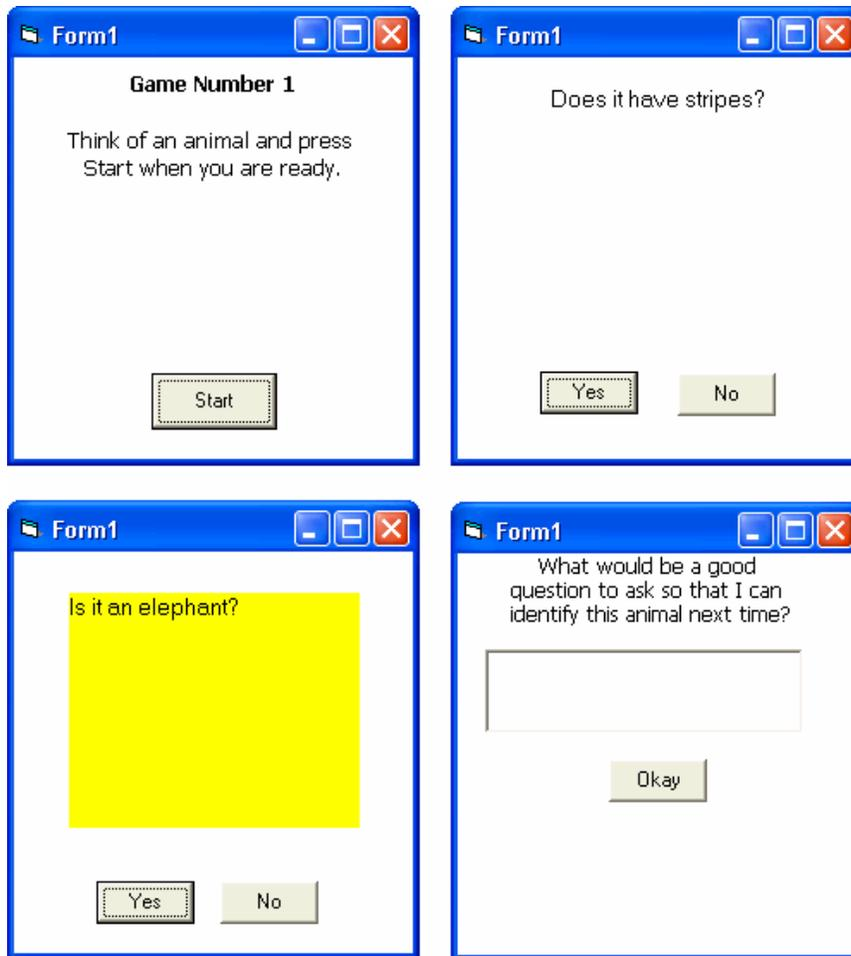 Form1
Game Number 1
Think of an animal and press
Start when you are ready.
Start
Form1
Does it have stripes?
Yes
No
Form1
Is it an elephant?
Yes
No
Form1
What would be a good
question to ask so that I can
identify this animal next time?
Okay